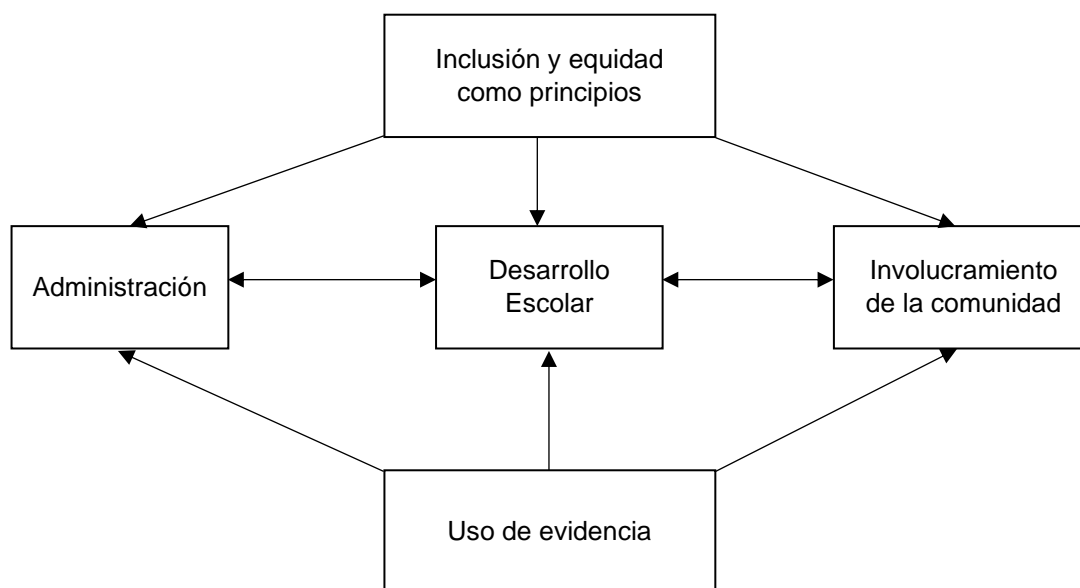 Inclusión y equidad
como principios
Administración
Desarrollo
Escolar
Involucramiento
de la comunidad
Uso de evidencia